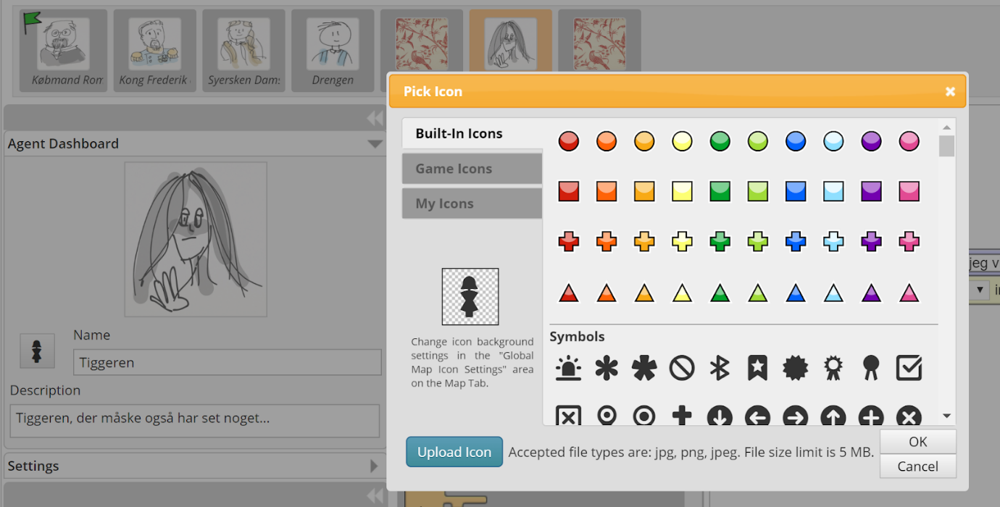 Købmand Ron
Kong Frederik
Syersken Dam
Drengen
Pick Icon
Agent Dashboard
Built-In Icons
Game Icons
My Icons
Change icon background
settings in the "Global
Map Icon Settings" area
on the Map Tab.
Symbols
Name
Tiggeren
Description
Tiggeren, der måske også har set noget...
Settings
Upload Icon
Accepted file types are: jpg, png, jpeg. File size limit is 5 MB.
OK
Cancel
jeg v